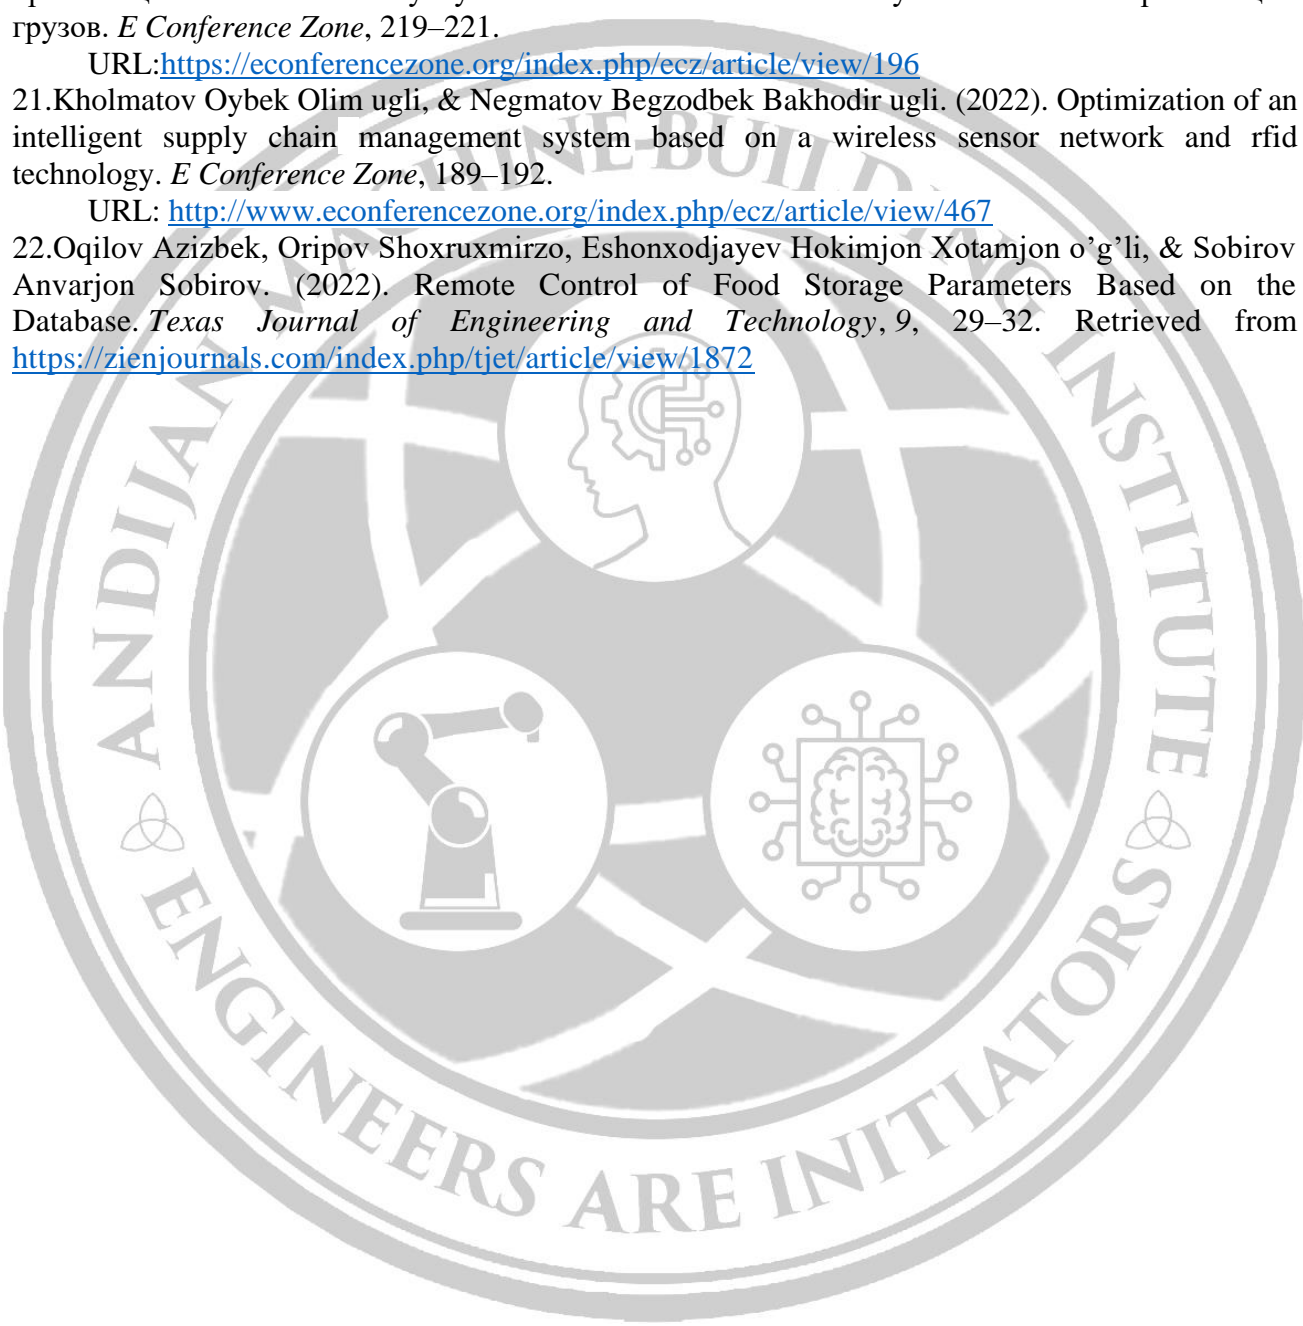 грузов. E Conference Zone, 219–221.
URL:https://econferencezone.org/index.php/ecz/article/view/196
21.Kholmatov Oybek Olim ugli, & Negmatov Begzodbek Bakhodir ugli. (2022). Optimization of an
intelligent supply chain management system based on a wireless sensor network and rfid
technology. E Conference Zone, 189–192.
URL: http://www.econferencezone.org/index.php/ecz/article/view/467
22.Oqilov Azizbek, Oripov Shoxruxmirzo, Eshonxodjayev Hokimjon Xotamjon o’g’li, & Sobirov
Anvarjon Sobirov. (2022). Remote Control of Food Storage Parameters Based on the
Database. Texas Journal of Engineering and Technology, 9, 29–32. Retrieved from
https://zienjournals.com/index.php/tjet/article/view/1872
ANDIJAN MACHINE-BUILDING INSTITUTE
ENGINEERS ARE INITIATORS